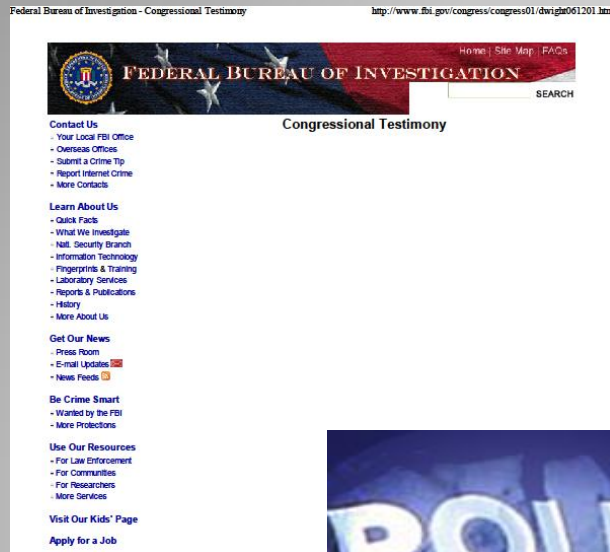 Federal Bureau of Investigation - Congressional Testimony http://www.fbi.gov/congress/congress01/dwight061201.htm
Home | Site Map | FAQs
FEDERAL BUREAU OF INVESTIGATION
SEARCH
Congressional Testimony
Contact Us
- Your Local FBI Office
- Overseas Offices
- Submit a Crime Tip
- Report Internet Crime
- More Contacts
Learn About Us
- Quick Facts
- What We Investigate
- Natl. Security Branch
- Information Technology
- Fingerprints & Training
- Laboratory Services
- Reports & Publications
- History
- More About Us
Get Our News
- Press Room
- E-mail Updates
- News Feeds
Be Crime Smart
- Wanted by the FBI
- More Protections
Use Our Resources
- For Law Enforcement
- For Communities
- For Researchers
- More Services
Visit Our Kids' Page
Apply for a Job
POLI